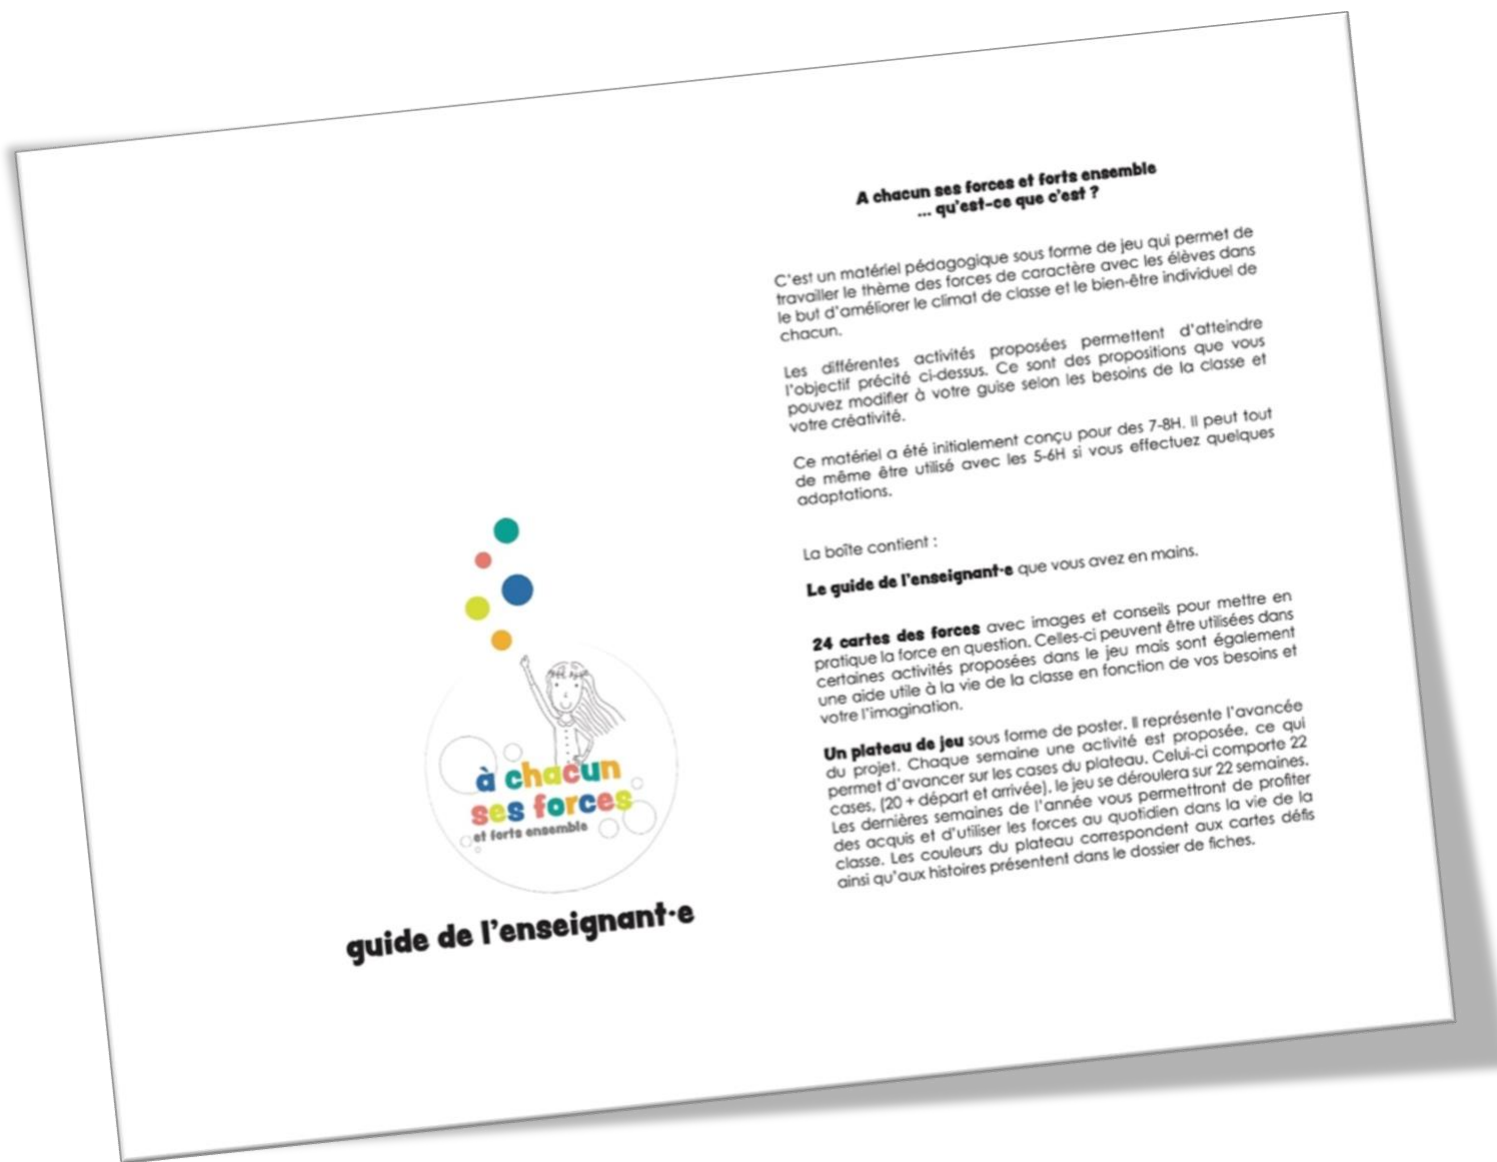 à chacun
ses forces
et forts ensemble
guide de l'enseignant·e
A chacun ses forces et forts ensemble
... qu'est-ce que c'est ?
C'est un matériel pédagogique sous forme de jeu qui permet de
travailler le thème des forces de caractère avec les élèves dans
le but d'améliorer le climat de classe et le bien-être individuel de
chacun.
Les différentes activités proposées permettent d'atteindre
l'objectif précité ci-dessus. Ce sont des propositions que vous
pouvez modifier à votre guise selon les besoins de la classe et
votre créativité.
Ce matériel a été initialement conçu pour des 7-8H. Il peut tout
de même être utilisé avec les 5-6H si vous effectuez quelques
adaptations.
La boîte contient :
Le guide de l'enseignant·e que vous avez en mains.
24 cartes des forces avec images et conseils pour mettre en
pratique la force en question. Celles-ci peuvent être utilisées dans
certaines activités proposées dans le jeu mais sont également
une aide utile à la vie de la classe en fonction de vos besoins et
votre l'imagination.
Un plateau de jeu sous forme de poster. Il représente l'avancée
du projet. Chaque semaine une activité est proposée, ce qui
permet d'avancer sur les cases du plateau. Celui-ci comporte 22
cases, (20 + départ et arrivée), le jeu se déroulera sur 22 semaines.
Les dernières semaines de l'année vous permettront de profiter
des acquis et d'utiliser les forces au quotidien dans la vie de la
classe. Les couleurs du plateau correspondent aux cartes défis
ainsi qu'aux histoires présentent dans le dossier de fiches.